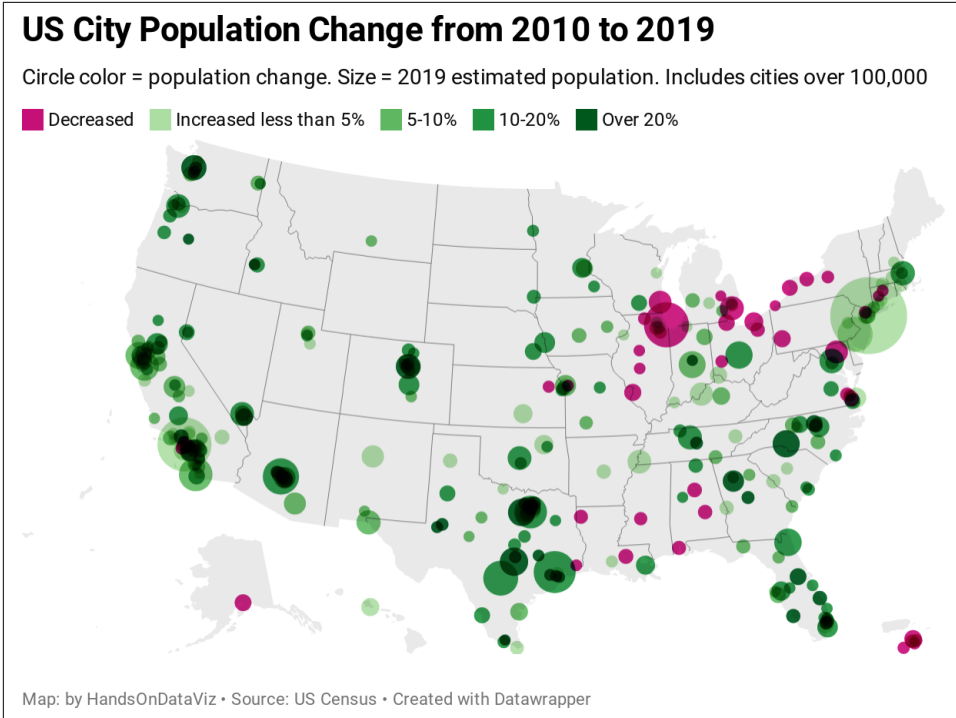 US City Population Change from 2010 to 2019
Circle color = population change. Size = 2019 estimated population. Includes cities over 100,000
Decreased Increased less than 5% 5-10% 10-20% Over 20%
Map: by HandsOnDataViz • Source: US Census • Created with Datawrapper